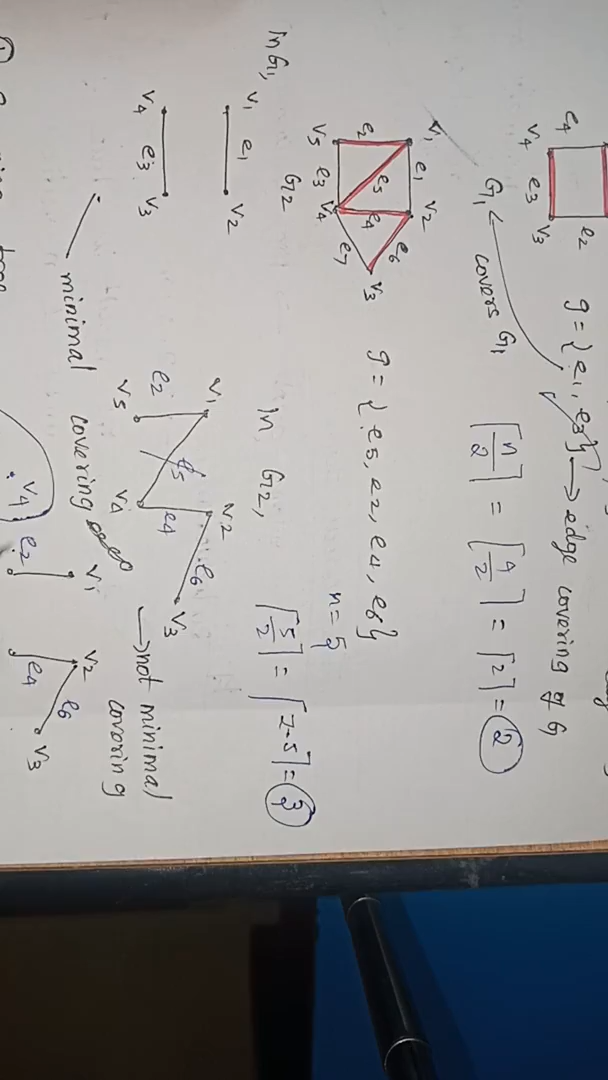 e4
v4 e3 v3
e2
g = {e1, e3} → edge covering of G1
G1 covers G1
⌈n/2⌉ = ⌈4/2⌉ = ⌈2⌉ = 2
v1 e1 v2
e2 e5 e4 e6
v5 e3 v4 e7 v3
G2
g = {e5, e2, e4, e6}
n = 5
In G1,
In G2,
⌈5/2⌉ = ⌈2.5⌉ = 3
v1 e1 v2
v4 e3 v3
minimal covering
v1 v2
e2 e5 e4 e6
v5 v4 v3
→ not minimal covering
v1 v2
v4 e2 e4 e6
v3